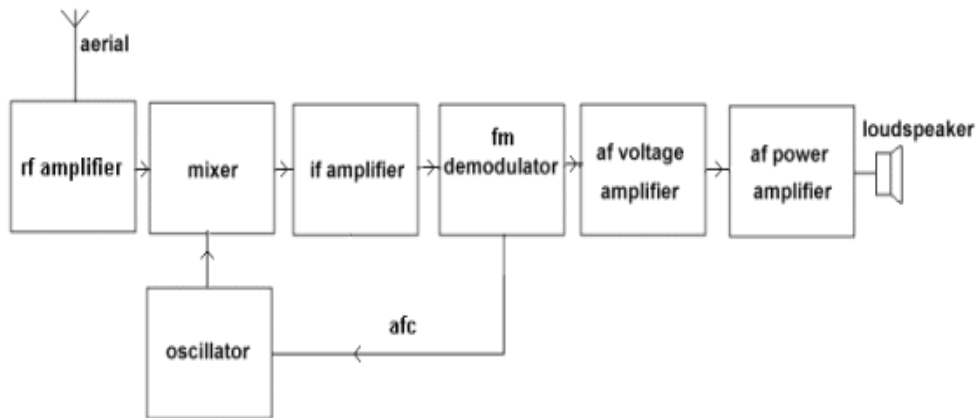 aerial
rf amplifier
mixer
if amplifier
fm
demodulator
af voltage
amplifier
af power
amplifier
loudspeaker
oscillator
afc